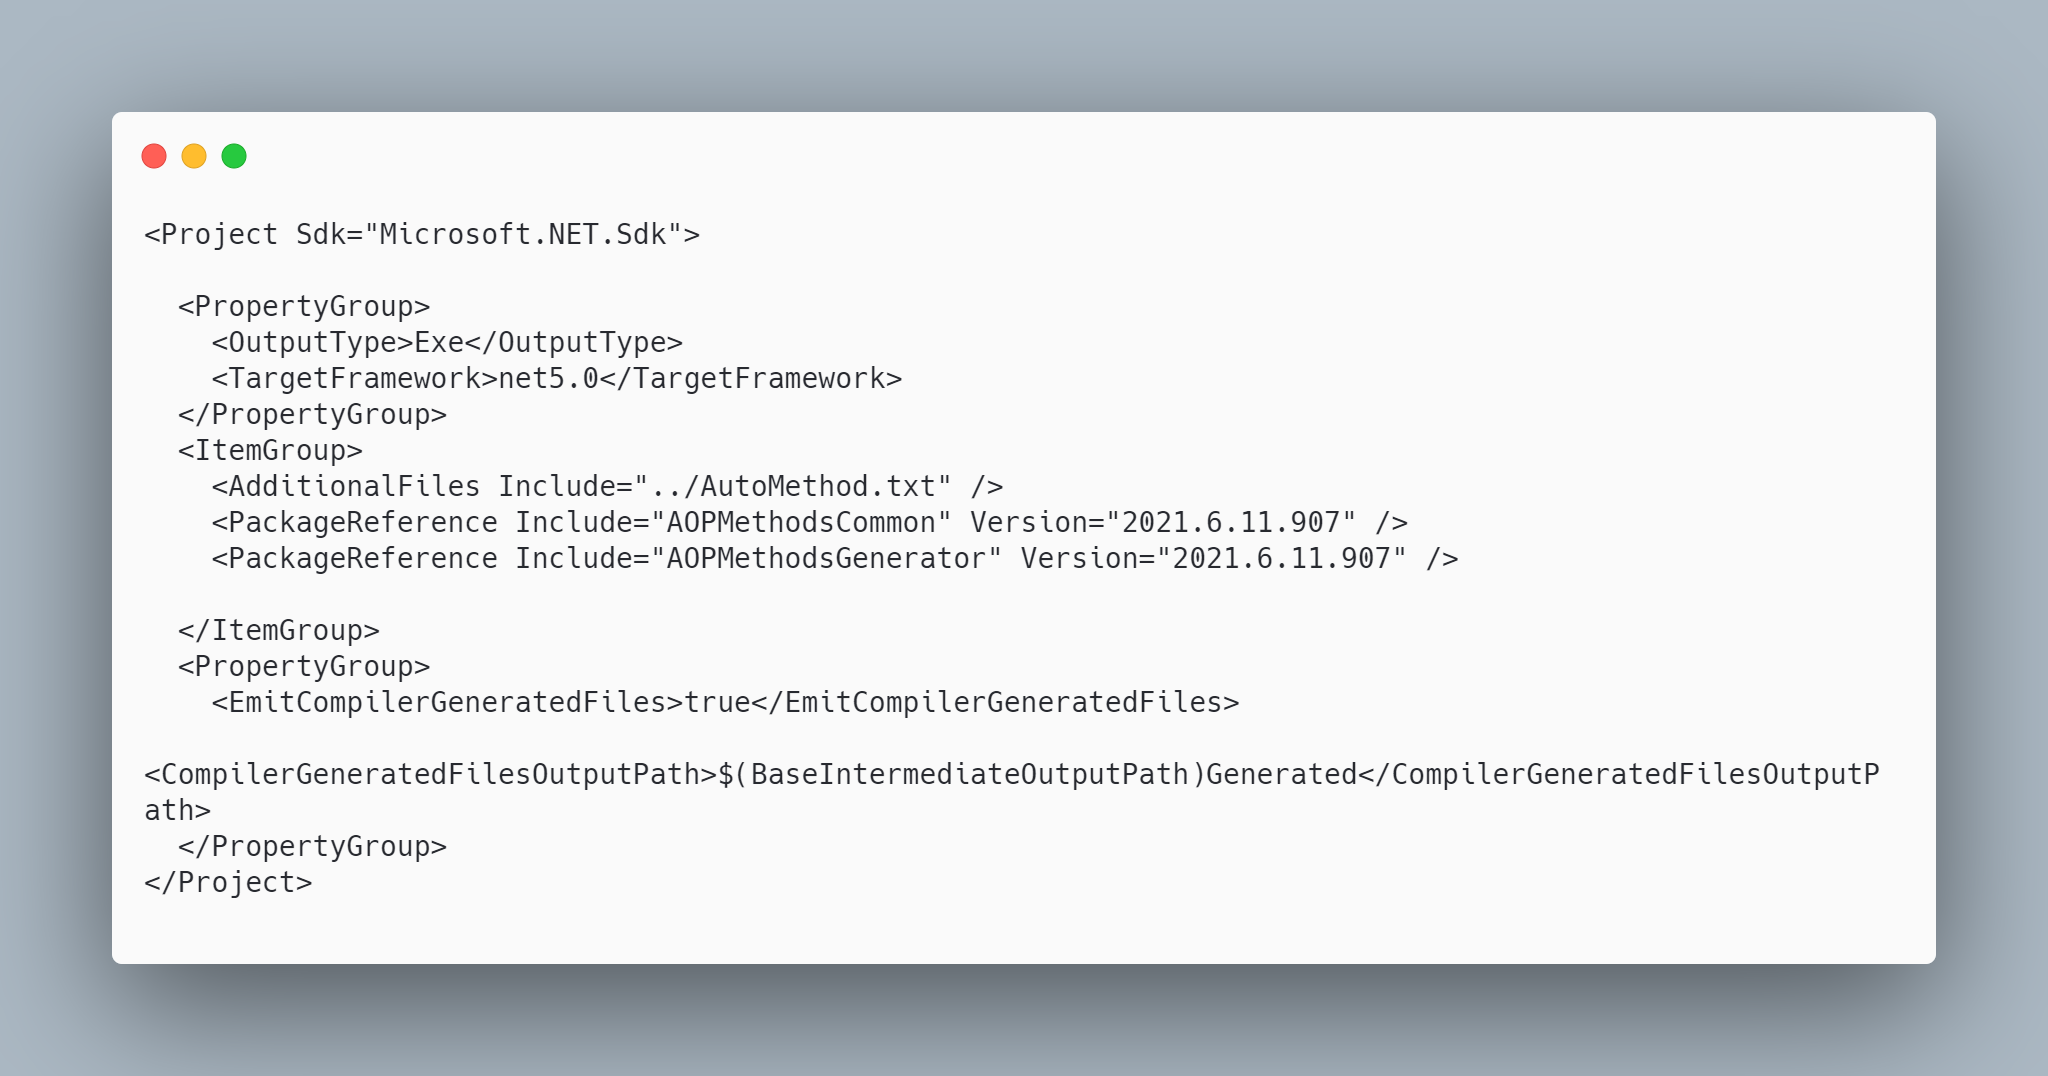 <Project Sdk="Microsoft.NET.Sdk">

  <PropertyGroup>
    <OutputType>Exe</OutputType>
    <TargetFramework>net5.0</TargetFramework>
  </PropertyGroup>
  <ItemGroup>
    <AdditionalFiles Include="../AutoMethod.txt" />
    <PackageReference Include="AOPMethodsCommon" Version="2021.6.11.907" />
    <PackageReference Include="AOPMethodsGenerator" Version="2021.6.11.907" />

  </ItemGroup>
  <PropertyGroup>
    <EmitCompilerGeneratedFiles>true</EmitCompilerGeneratedFiles>

<CompilerGeneratedFilesOutputPath>$(BaseIntermediateOutputPath)Generated</CompilerGeneratedFilesOutputP
ath>
  </PropertyGroup>
</Project>